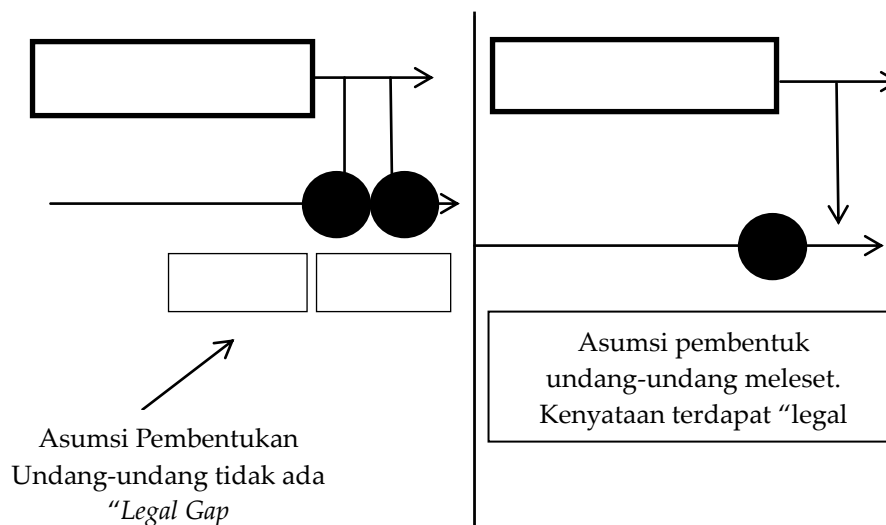 Asumsi Pembentukan
Undang-undang tidak ada
“Legal Gap
Asumsi pembentuk
undang-undang meleset.
Kenyataan terdapat “legal